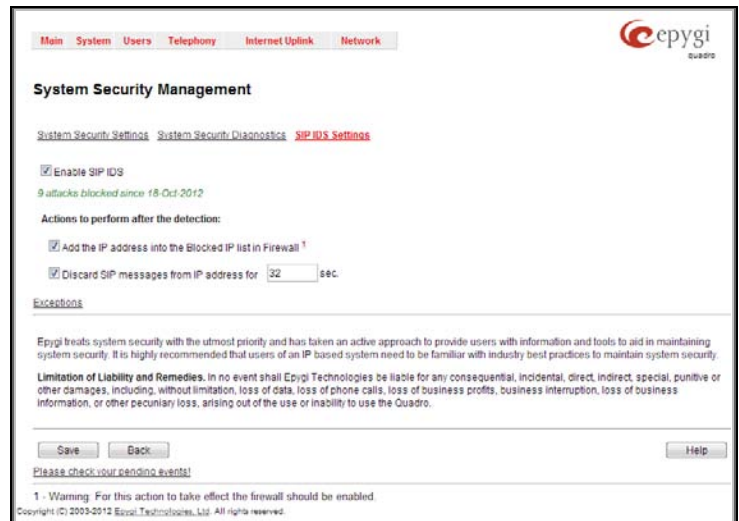 Main System Users Telephony Internet Uplink Network
epygi
quadro
System Security Management
System Security Settings System Security Diagnostics SIP IDS Settings
Enable SIP IDS
9 attacks blocked since 18-Oct-2012
Actions to perform after the detection:
Add the IP address into the Blocked IP list in Firewall 1
Discard SIP messages from IP address for 32 sec.
Exceptions
Epygi treats system security with the utmost priority and has taken an active approach to provide users with information and tools to aid in maintaining
system security. It is highly recommended that users of an IP based system need to be familiar with industry best practices to maintain system security.
Limitation of Liability and Remedies. In no event shall Epygi Technologies be liable for any consequential, incidental, direct, indirect, special, punitive or
other damages, including, without limitation, loss of data, loss of phone calls, loss of business profits, business interruption, loss of business
information, or other pecuniary loss, arising out of the use or inability to use the Quadro.
Save Back Help
Please check your pending events!
1 - Warning: For this action to take effect the firewall should be enabled.
Copyright (C) 2003-2012 Epygi Technologies, Ltd. All rights reserved.